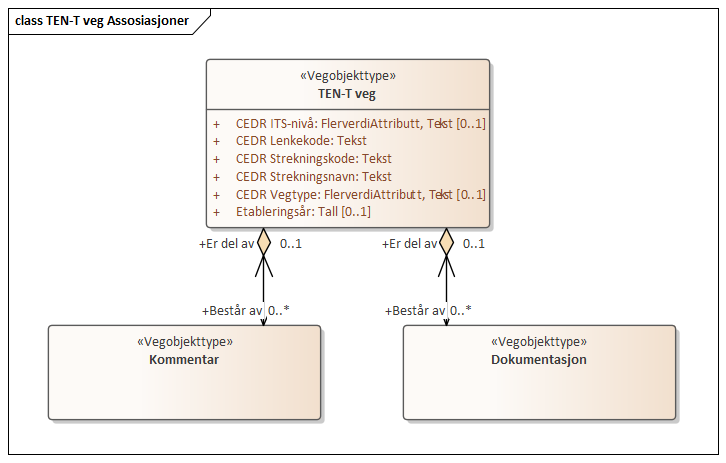 class TEN-T veg Assosiasjoner
«Vegobjekttype»
TEN-T veg
+ CEDR ITS-nivå: FlerverdiAttributt, Tekst [0..1]
+ CEDR Lenkekode: Tekst
+ CEDR Strekningskode: Tekst
+ CEDR Strekningsnavn: Tekst
+ CEDR Vegtype: FlerverdiAttributt, Tekst [0..1]
+ Etableringsår: Tall [0..1]
+Er del av 0..1 +Er del av 0..1
+Består av 0..* +Består av 0..*
«Vegobjekttype» «Vegobjekttype»
Kommentar Dokumentasjon